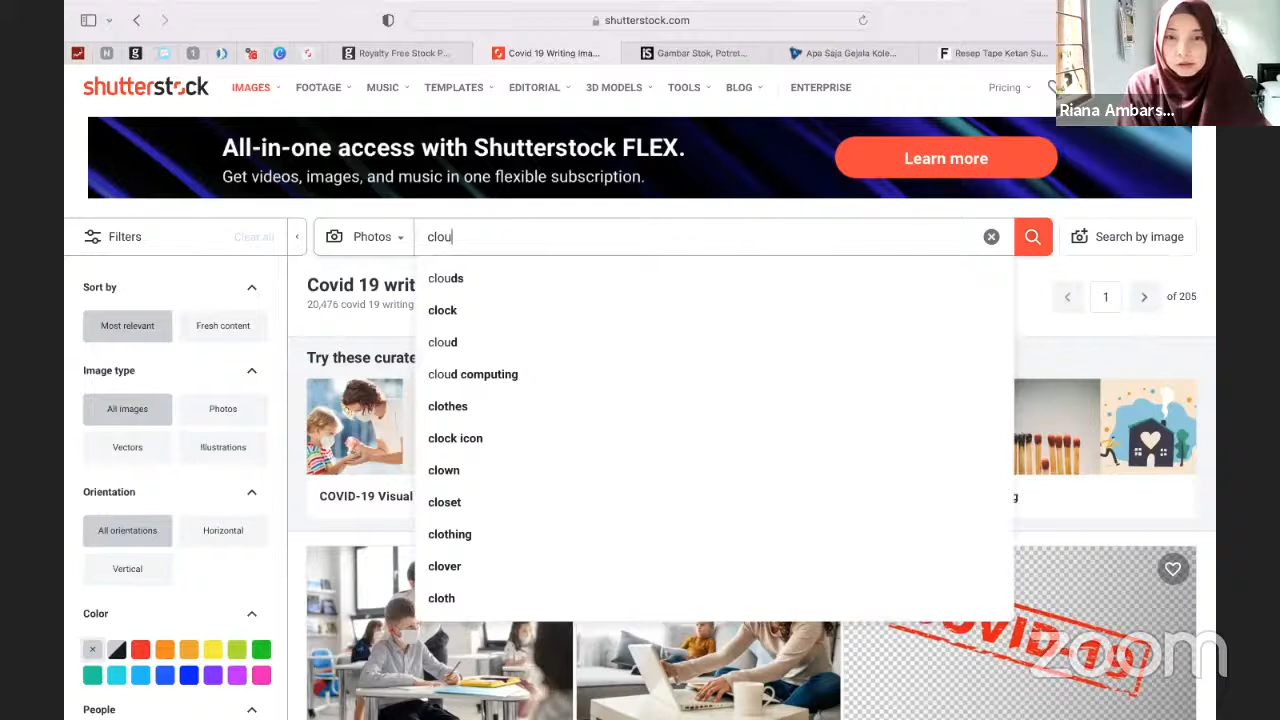 shutterstock.com
Royalty Free Stock P...
Covid 19 Writing Ima...
Gambar Stok, Potret...
Apa Saja Gejala Kole...
Resep Tape Ketan Su...
shutterstock
IMAGES
FOOTAGE
MUSIC
TEMPLATES
EDITORIAL
3D MODELS
TOOLS
BLOG
ENTERPRISE
Pricing
Riana Ambars...
All-in-one access with Shutterstock FLEX.
Get videos, images, and music in one flexible subscription.
Learn more
Filters
Clear all
Photos
clou
Search by image
Sort by
Most relevant
Fresh content
Image type
All images
Photos
Vectors
Illustrations
Orientation
All orientations
Horizontal
Vertical
Color
People
Covid 19 writ
20,476 covid 19 writing
1
of 205
Try these curate
COVID-19 Visual
g
clouds
clock
cloud
cloud computing
clothes
clock icon
clown
closet
clothing
clover
cloth
COVID-19
zoom